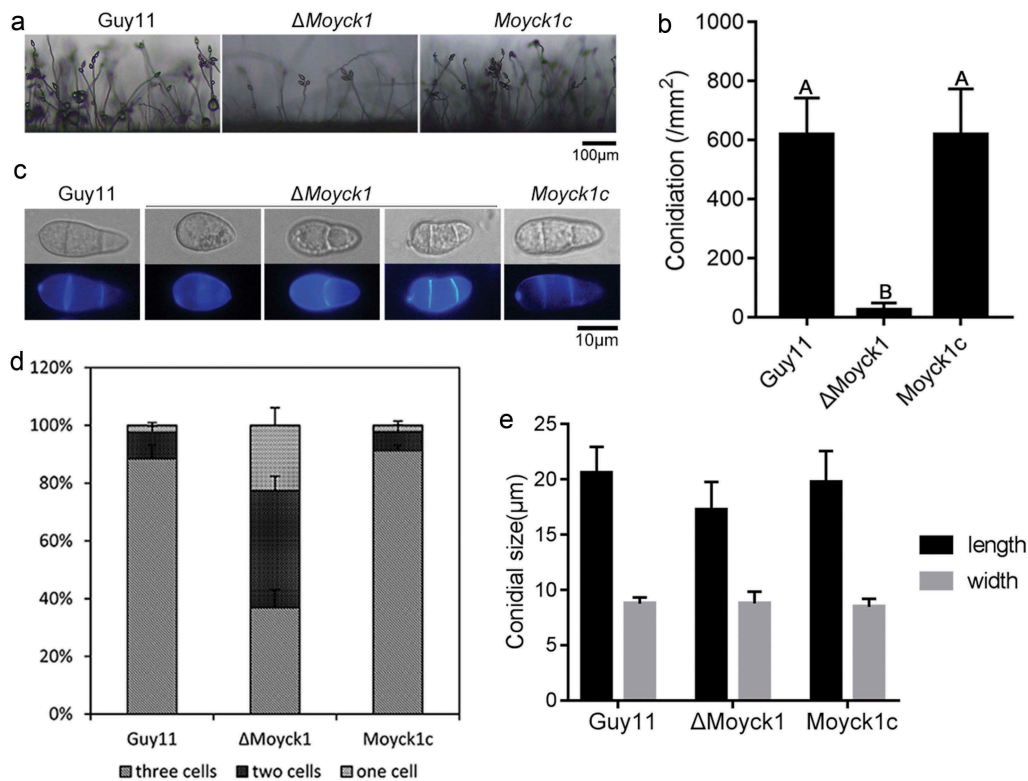 a
Guy11 ΔMoyck1 Moyck1c
100μm
b
Conidiation (/mm²)
1000
800
600
400
200
0
A
B
A
Guy11
ΔMoyck1
Moyck1c
c
Guy11 ΔMoyck1 Moyck1c
10μm
d
120%
100%
80%
60%
40%
20%
0%
Guy11 ΔMoyck1 Moyck1c
three cells two cells one cell
e
Conidial size(μm)
25
20
15
10
5
0
Guy11 ΔMoyck1 Moyck1c
length
width